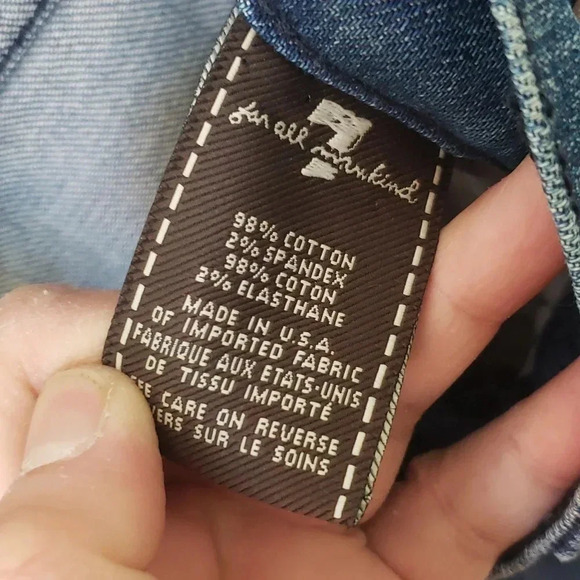 7
for all mankind
98% COTTON
2% SPANDEX
98% COTON
2% ELASTHANE
MADE IN U.S.A.
OF IMPORTED FABRIC
FABRIQUE AUX ETATS-UNIS
DE TISSU IMPORTÉ
CARE ON REVERSE
SUR LE SOINS